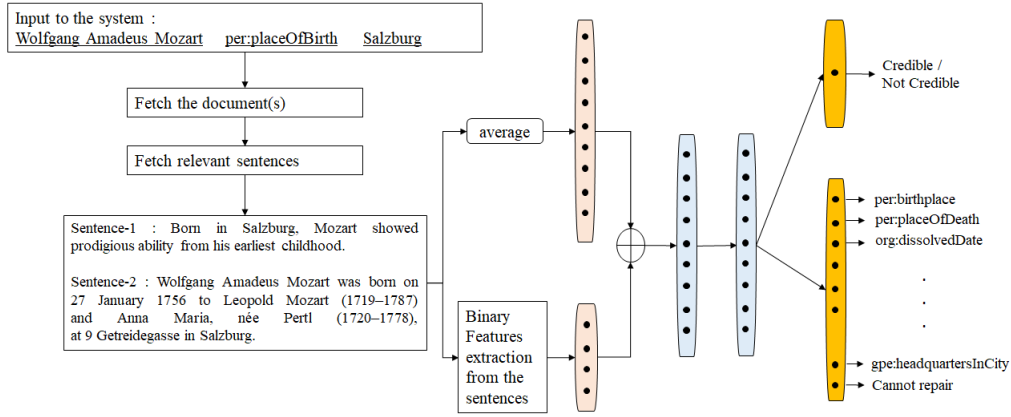 Input to the system :
Wolfgang Amadeus Mozart per:placeOfBirth Salzburg
Fetch the document(s)
Fetch relevant sentences
Sentence-1 : Born in Salzburg, Mozart showed
prodigious ability from his earliest childhood.
Sentence-2 : Wolfgang Amadeus Mozart was born on
27 January 1756 to Leopold Mozart (1719–1787)
and Anna Maria, née Pertl (1720–1778),
at 9 Getreidegasse in Salzburg.
average
Binary
Features
extraction
from the
sentences
Credible /
Not Credible
per:birthplace
per:placeOfDeath
org:dissolvedDate
.
.
.
gpe:headquartersInCity
Cannot repair